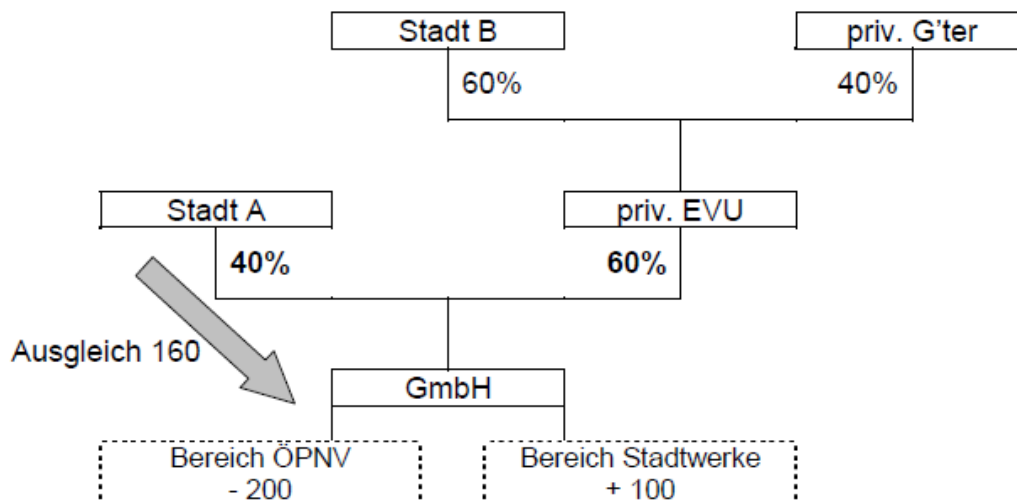 Stadt B
priv. G'ter
60%
40%
Stadt A
priv. EVU
40%
60%
Ausgleich 160
GmbH
Bereich ÖPNV
- 200
Bereich Stadtwerke
+ 100